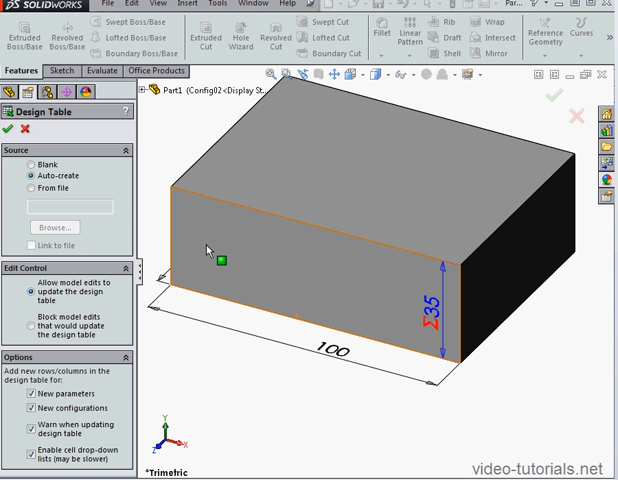 SOLIDWORKS File Edit View Insert Tools Window Help Par...
Extruded Boss/Base
Revolved Boss/Base
Swept Boss/Base
Lofted Boss/Base
Boundary Boss/Base
Extruded Cut
Hole Wizard
Revolved Cut
Swept Cut
Lofted Cut
Boundary Cut
Fillet
Linear Pattern
Rib
Draft
Shell
Wrap
Intersect
Mirror
Reference Geometry
Curves
Features Sketch Evaluate Office Products
Part1 (Config02<Display St...
Design Table ?
Source
Blank
Auto-create
From file
Browse...
Link to file
Edit Control
Allow model edits to
update the design
table
Block model edits
that would update
the design table
Options
Add new rows/columns in the
design table for:
New parameters
New configurations
Warn when updating
design table
Enable cell drop-down
lists (may be slower)
Σ35
100
Y
X
Z
*Trimetric
video-tutorials.net